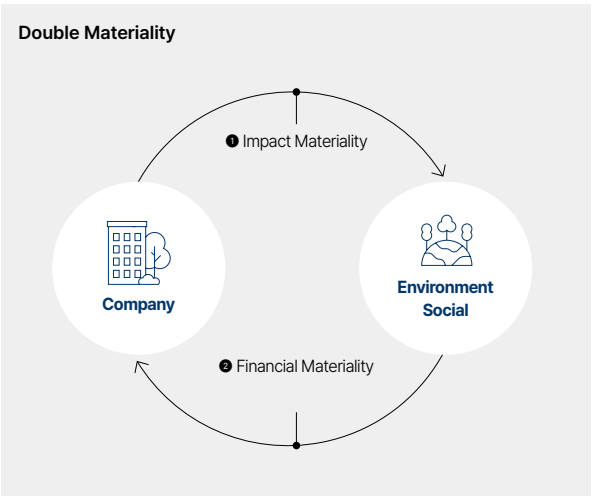 Double Materiality
❶ Impact Materiality
Company
Environment
Social
❷ Financial Materiality